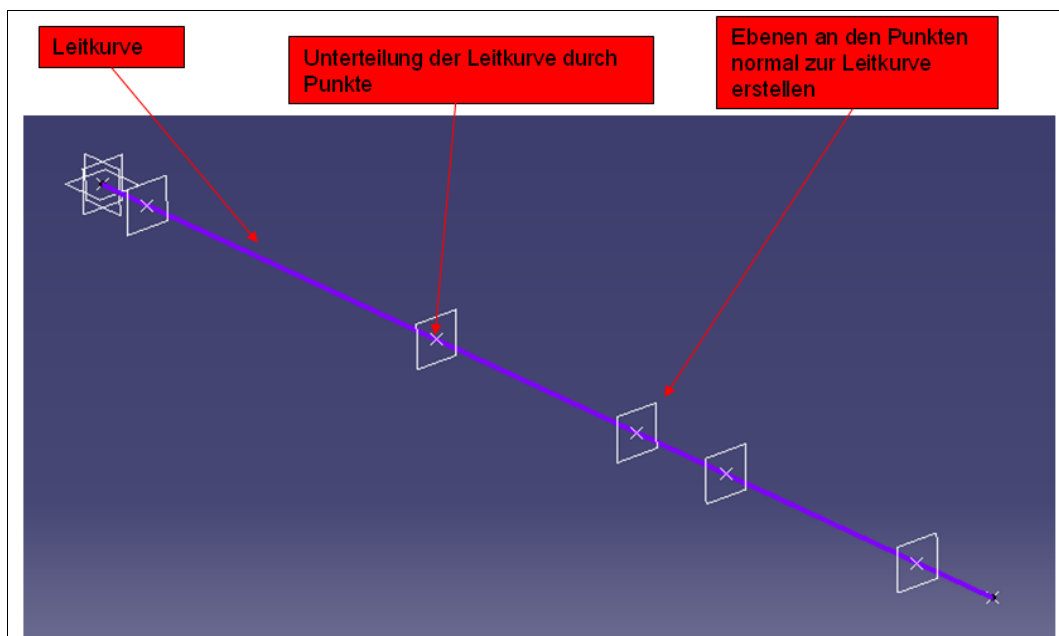 Leitkurve
Unterteilung der Leitkurve durch
Punkte
Ebenen an den Punkten
normal zur Leitkurve
erstellen